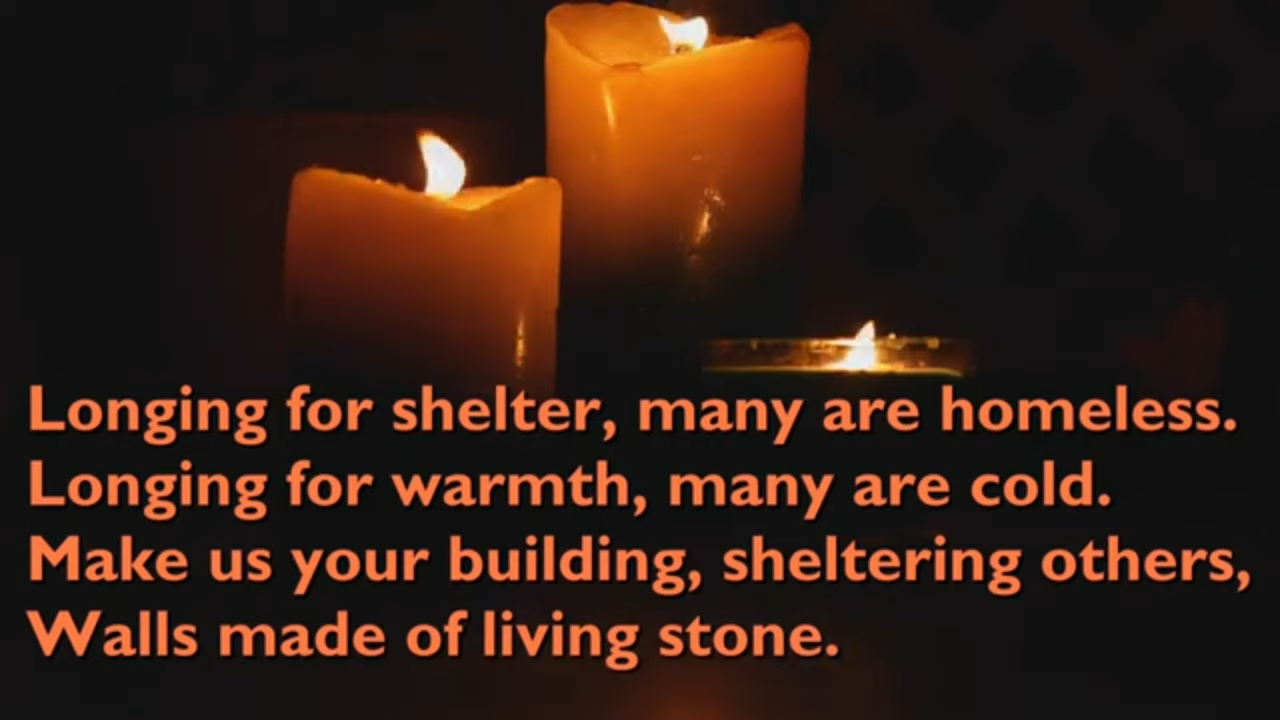 Longing for shelter, many are homeless.
Longing for warmth, many are cold.
Make us your building, sheltering others,
Walls made of living stone.